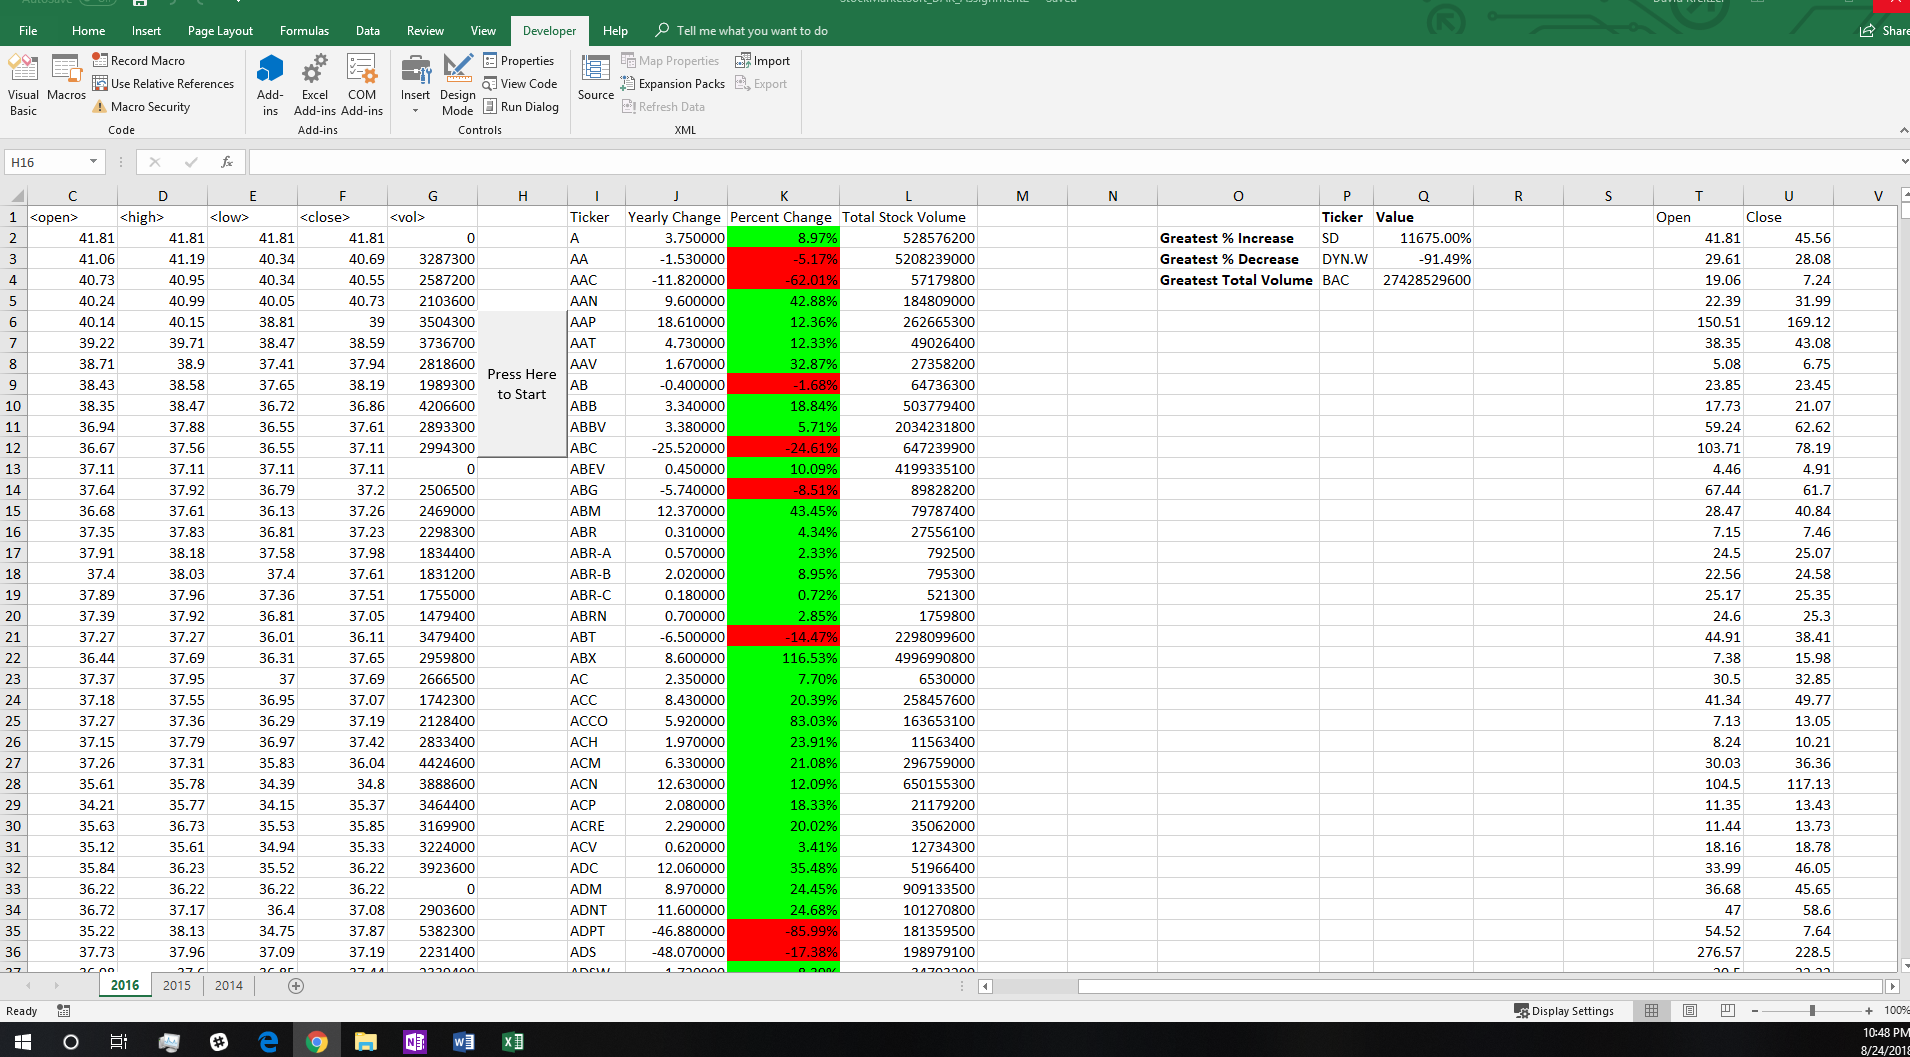 File Home Insert Page Layout Formulas Data Review View Developer Help Tell me what you want to do Share
Visual Basic Macros Record Macro Use Relative References Macro Security Code
Add-ins Excel Add-ins COM Add-ins Add-ins
Insert Design Mode Properties View Code Run Dialog Controls
Source Map Properties Expansion Packs Refresh Data Import Export XML
H16 fx
C D E F G H I J K L M N O P Q R S T U V
1 <open> <high> <low> <close> <vol> Ticker Yearly Change Percent Change Total Stock Volume Ticker Value Open Close
2 41.81 41.81 41.81 41.81 0 A 3.750000 8.97% 528576200 Greatest % Increase SD 11675.00% 41.81 45.56
3 41.06 41.19 40.34 40.69 3287300 AA -1.530000 -5.17% 5208239000 Greatest % Decrease DYN.W -91.49% 29.61 28.08
4 40.73 40.95 40.34 40.55 2587200 AAC -11.820000 -62.01% 57179800 Greatest Total Volume BAC 27428529600 19.06 7.24
5 40.24 40.99 40.05 40.73 2103600 AAN 9.600000 42.88% 184809000 22.39 31.99
6 40.14 40.15 38.81 39 3504300 AAP 18.610000 12.36% 262665300 150.51 169.12
7 39.22 39.71 38.47 38.59 3736700 AAT 4.730000 12.33% 49026400 38.35 43.08
8 38.71 38.9 37.41 37.94 2818600 AAV 1.670000 32.87% 27358200 5.08 6.75
Press Here
to Start
9 38.43 38.58 37.65 38.19 1989300 AB -0.400000 -1.68% 64736300 23.85 23.45
10 38.35 38.47 36.72 36.86 4206600 ABB 3.340000 18.84% 503779400 17.73 21.07
11 36.94 37.88 36.55 37.61 2893300 ABBV 3.380000 5.71% 2034231800 59.24 62.62
12 36.67 37.56 36.55 37.11 2994300 ABC -25.520000 -24.61% 647239900 103.71 78.19
13 37.11 37.11 37.11 37.11 0 ABEV 0.450000 10.09% 4199335100 4.46 4.91
14 37.64 37.92 36.79 37.2 2506500 ABG -5.740000 -8.51% 89828200 67.44 61.7
15 36.68 37.61 36.13 37.26 2469000 ABM 12.370000 43.45% 79787400 28.47 40.84
16 37.35 37.83 36.81 37.23 2298300 ABR 0.310000 4.34% 27556100 7.15 7.46
17 37.91 38.18 37.58 37.98 1834400 ABR-A 0.570000 2.33% 792500 24.5 25.07
18 37.4 38.03 37.4 37.61 1831200 ABR-B 2.020000 8.95% 795300 22.56 24.58
19 37.89 37.96 37.36 37.51 1755000 ABR-C 0.180000 0.72% 521300 25.17 25.35
20 37.39 37.92 36.81 37.05 1479400 ABRN 0.700000 2.85% 1759800 24.6 25.3
21 37.27 37.27 36.01 36.11 3479400 ABT -6.500000 -14.47% 2298099600 44.91 38.41
22 36.44 37.69 36.31 37.65 2959800 ABX 8.600000 116.53% 4996990800 7.38 15.98
23 37.37 37.95 37 37.69 2666500 AC 2.350000 7.70% 6530000 30.5 32.85
24 37.18 37.55 36.95 37.07 1742300 ACC 8.430000 20.39% 258457600 41.34 49.77
25 37.27 37.36 36.29 37.19 2128400 ACCO 5.920000 83.03% 163653100 7.13 13.05
26 37.15 37.79 36.97 37.42 2833400 ACH 1.970000 23.91% 11563400 8.24 10.21
27 37.26 37.31 35.83 36.04 4424600 ACM 6.330000 21.08% 296759000 30.03 36.36
28 35.61 35.78 34.39 34.8 3888600 ACN 12.630000 12.09% 650155300 104.5 117.13
29 34.21 35.77 34.15 35.37 3464400 ACP 2.080000 18.33% 21179200 11.35 13.43
30 35.63 36.73 35.53 35.85 3169900 ACRE 2.290000 20.02% 35062000 11.44 13.73
31 35.12 35.61 34.94 35.33 3224000 ACV 0.620000 3.41% 12734300 18.16 18.78
32 35.84 36.23 35.52 36.22 3923600 ADC 12.060000 35.48% 51966400 33.99 46.05
33 36.22 36.22 36.22 36.22 0 ADM 8.970000 24.45% 909133500 36.68 45.65
34 36.72 37.17 36.4 37.08 2903600 ADNT 11.600000 24.68% 101270800 47 58.6
35 35.22 38.13 34.75 37.87 5382300 ADPT -46.880000 -85.99% 181359500 54.52 7.64
36 37.73 37.96 37.09 37.19 2231400 ADS -48.070000 -17.38% 198979100 276.57 228.5
2016 2015 2014
Ready Display Settings 100%
10:48 PM
8/24/2018